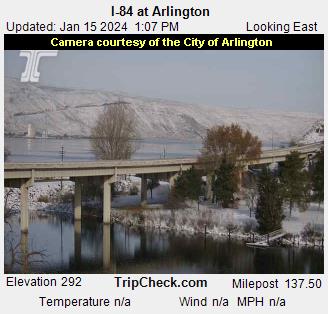 I-84 at Arlington
Updated: Jan 15 2024 1:07 PM Looking East
Camera courtesy of the City of Arlington
Elevation 292 TripCheck.com Milepost 137.50
Temperature n/a Wind n/a MPH n/a